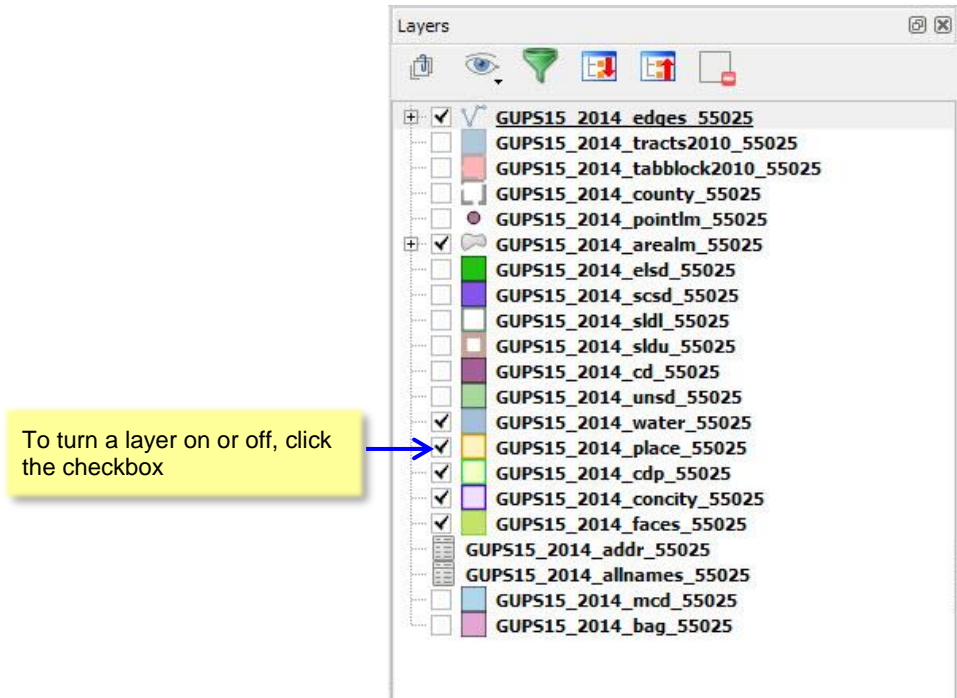 Layers
GUPS15_2014_edges_55025
GUPS15_2014_tracts2010_55025
GUPS15_2014_tabblock2010_55025
GUPS15_2014_county_55025
GUPS15_2014_pointlm_55025
GUPS15_2014_arealm_55025
GUPS15_2014_elsd_55025
GUPS15_2014_scsd_55025
GUPS15_2014_sldl_55025
GUPS15_2014_sldu_55025
GUPS15_2014_cd_55025
GUPS15_2014_unsd_55025
GUPS15_2014_water_55025
GUPS15_2014_place_55025
GUPS15_2014_cdp_55025
GUPS15_2014_concity_55025
GUPS15_2014_faces_55025
GUPS15_2014_addr_55025
GUPS15_2014_allnames_55025
GUPS15_2014_mcd_55025
GUPS15_2014_bag_55025
To turn a layer on or off, click
the checkbox